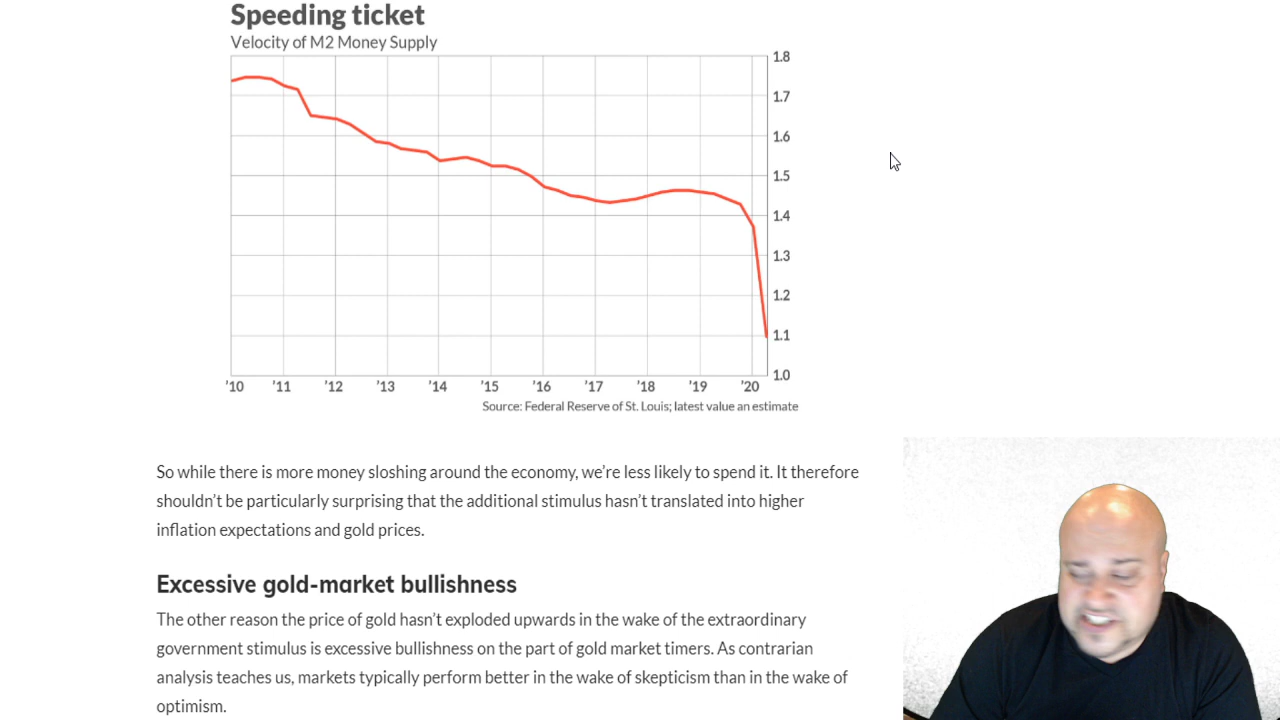 Speeding ticket
Velocity of M2 Money Supply
1.8
1.7
1.6
1.5
1.4
1.3
1.2
1.1
1.0
'10 '11 '12 '13 '14 '15 '16 '17 '18 '19 '20
Source: Federal Reserve of St. Louis; latest value an estimate
So while there is more money sloshing around the economy, we’re less likely to spend it. It therefore
shouldn’t be particularly surprising that the additional stimulus hasn’t translated into higher
inflation expectations and gold prices.
Excessive gold-market bullishness
The other reason the price of gold hasn’t exploded upwards in the wake of the extraordinary
government stimulus is excessive bullishness on the part of gold market timers. As contrarian
analysis teaches us, markets typically perform better in the wake of skepticism than in the wake of
optimism.